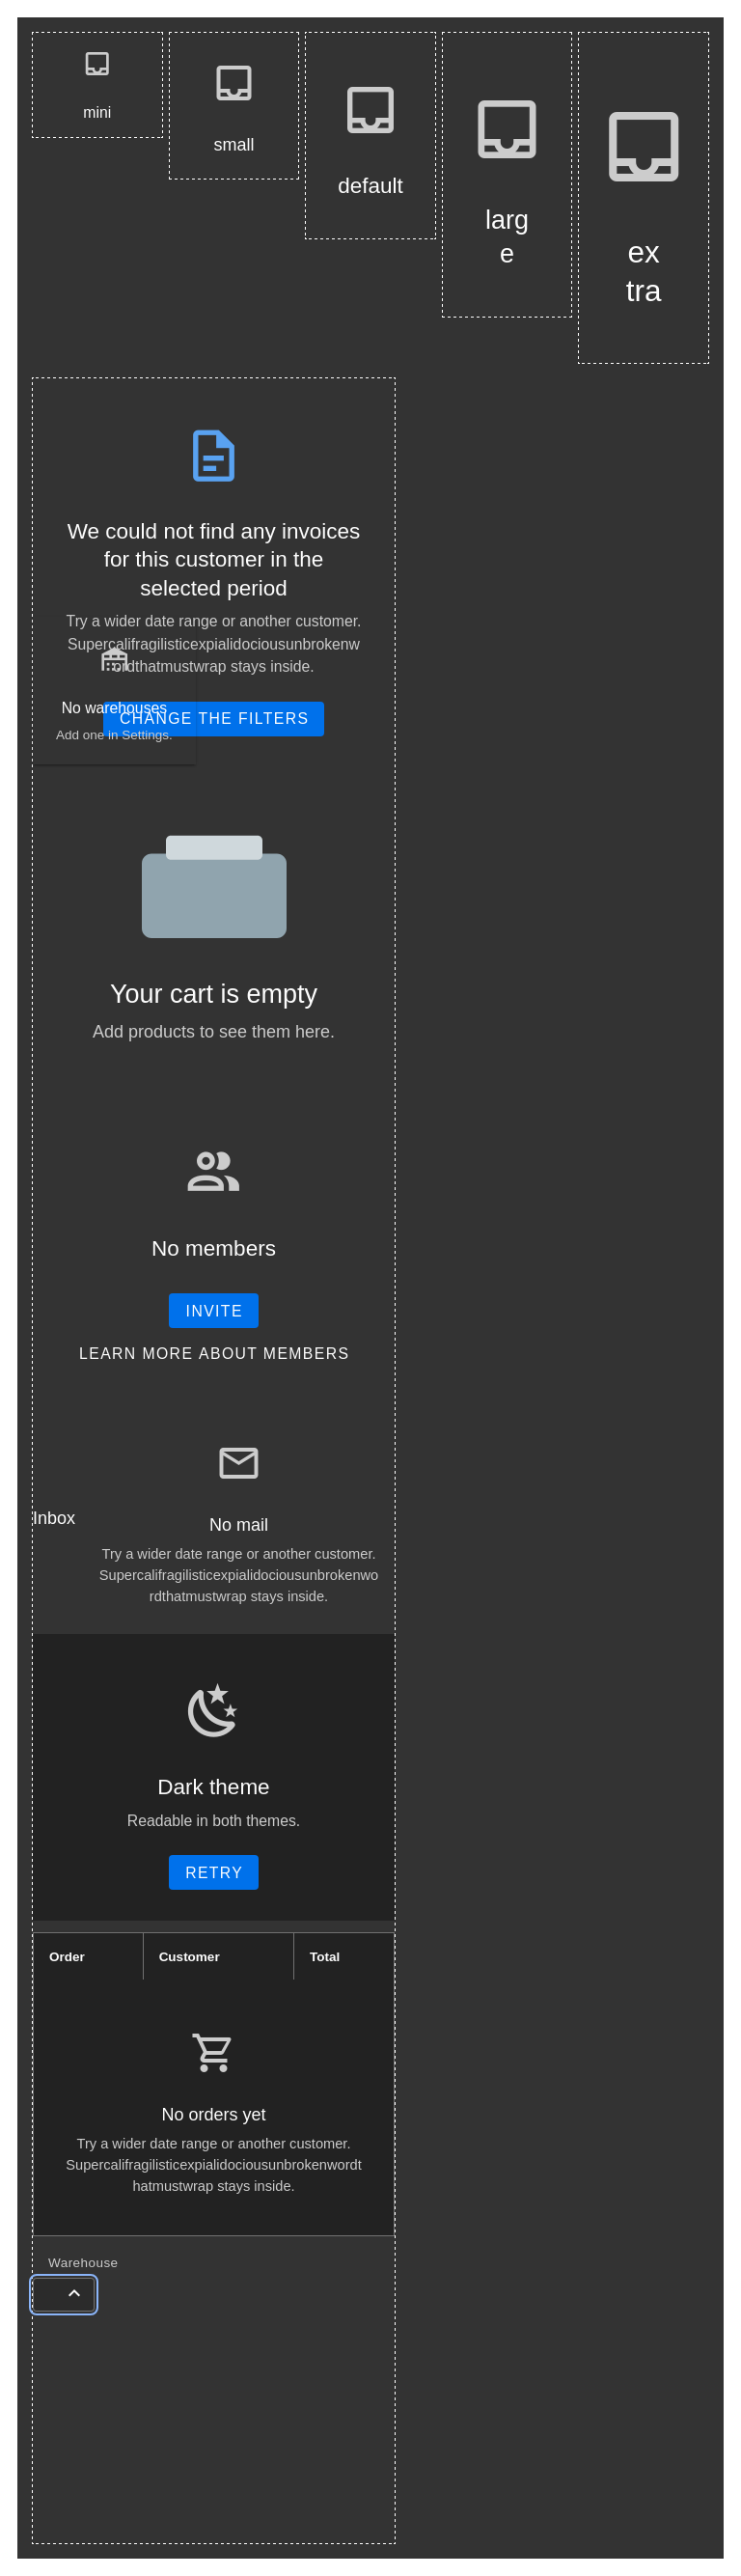 mini
small
default
larg
e
ex
tra
We could not find any invoices
for this customer in the
selected period
Try a wider date range or another customer.
Supercalifragilisticexpialidociousunbrokenw
ordthatmustwrap stays inside.
No warehouses
CHANGE THE FILTERS
Add one in Settings.
Your cart is empty
Add products to see them here.
No members
INVITE
LEARN MORE ABOUT MEMBERS
Inbox
No mail
Try a wider date range or another customer.
Supercalifragilisticexpialidociousunbrokenwo
rdthatmustwrap stays inside.
Dark theme
Readable in both themes.
RETRY
Order Customer Total
No orders yet
Try a wider date range or another customer.
Supercalifragilisticexpialidociousunbrokenwordt
hatmustwrap stays inside.
Warehouse